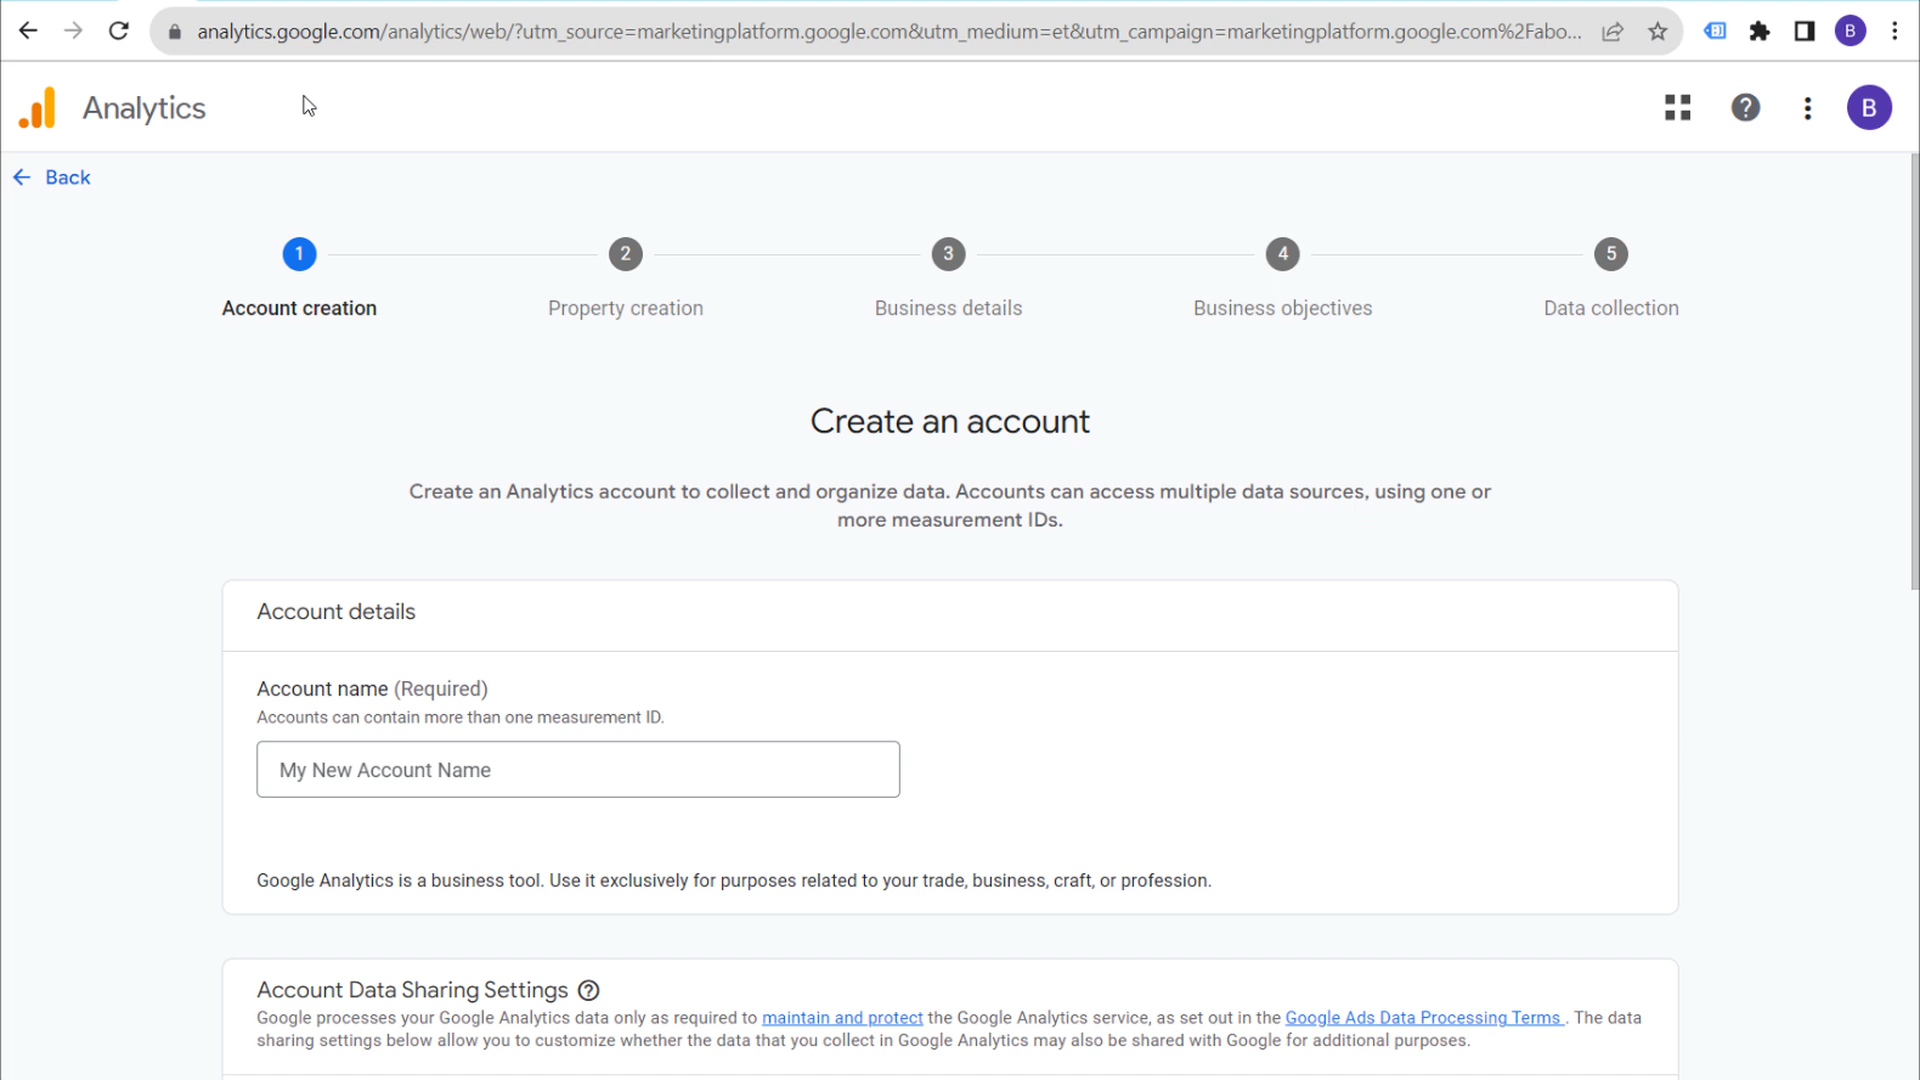 analytics.google.com/analytics/web/?utm_source=marketingplatform.google.com&utm_medium=et&utm_campaign=marketingplatform.google.com%2Fabo...
B
Analytics
B
Back
1
2
3
4
5
Account creation
Property creation
Business details
Business objectives
Data collection
Create an account
Create an Analytics account to collect and organize data. Accounts can access multiple data sources, using one or
more measurement IDs.
Account details
Account name (Required)
Accounts can contain more than one measurement ID.
My New Account Name
Google Analytics is a business tool. Use it exclusively for purposes related to your trade, business, craft, or profession.
Account Data Sharing Settings
Google processes your Google Analytics data only as required to maintain and protect the Google Analytics service, as set out in the Google Ads Data Processing Terms . The data
sharing settings below allow you to customize whether the data that you collect in Google Analytics may also be shared with Google for additional purposes.